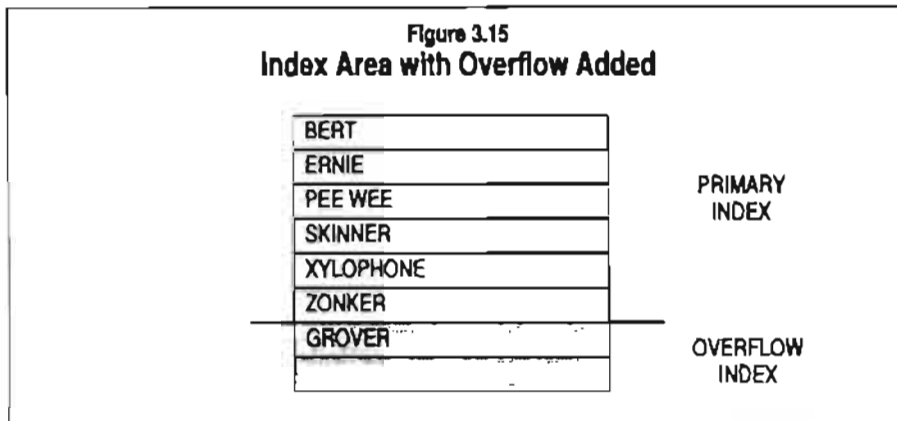 Figure 3.15
Index Area with Overflow Added
BERT
ERNIE
PEE WEE
SKINNER
XYLOPHONE
ZONKER
GROVER
PRIMARY
INDEX
OVERFLOW
INDEX